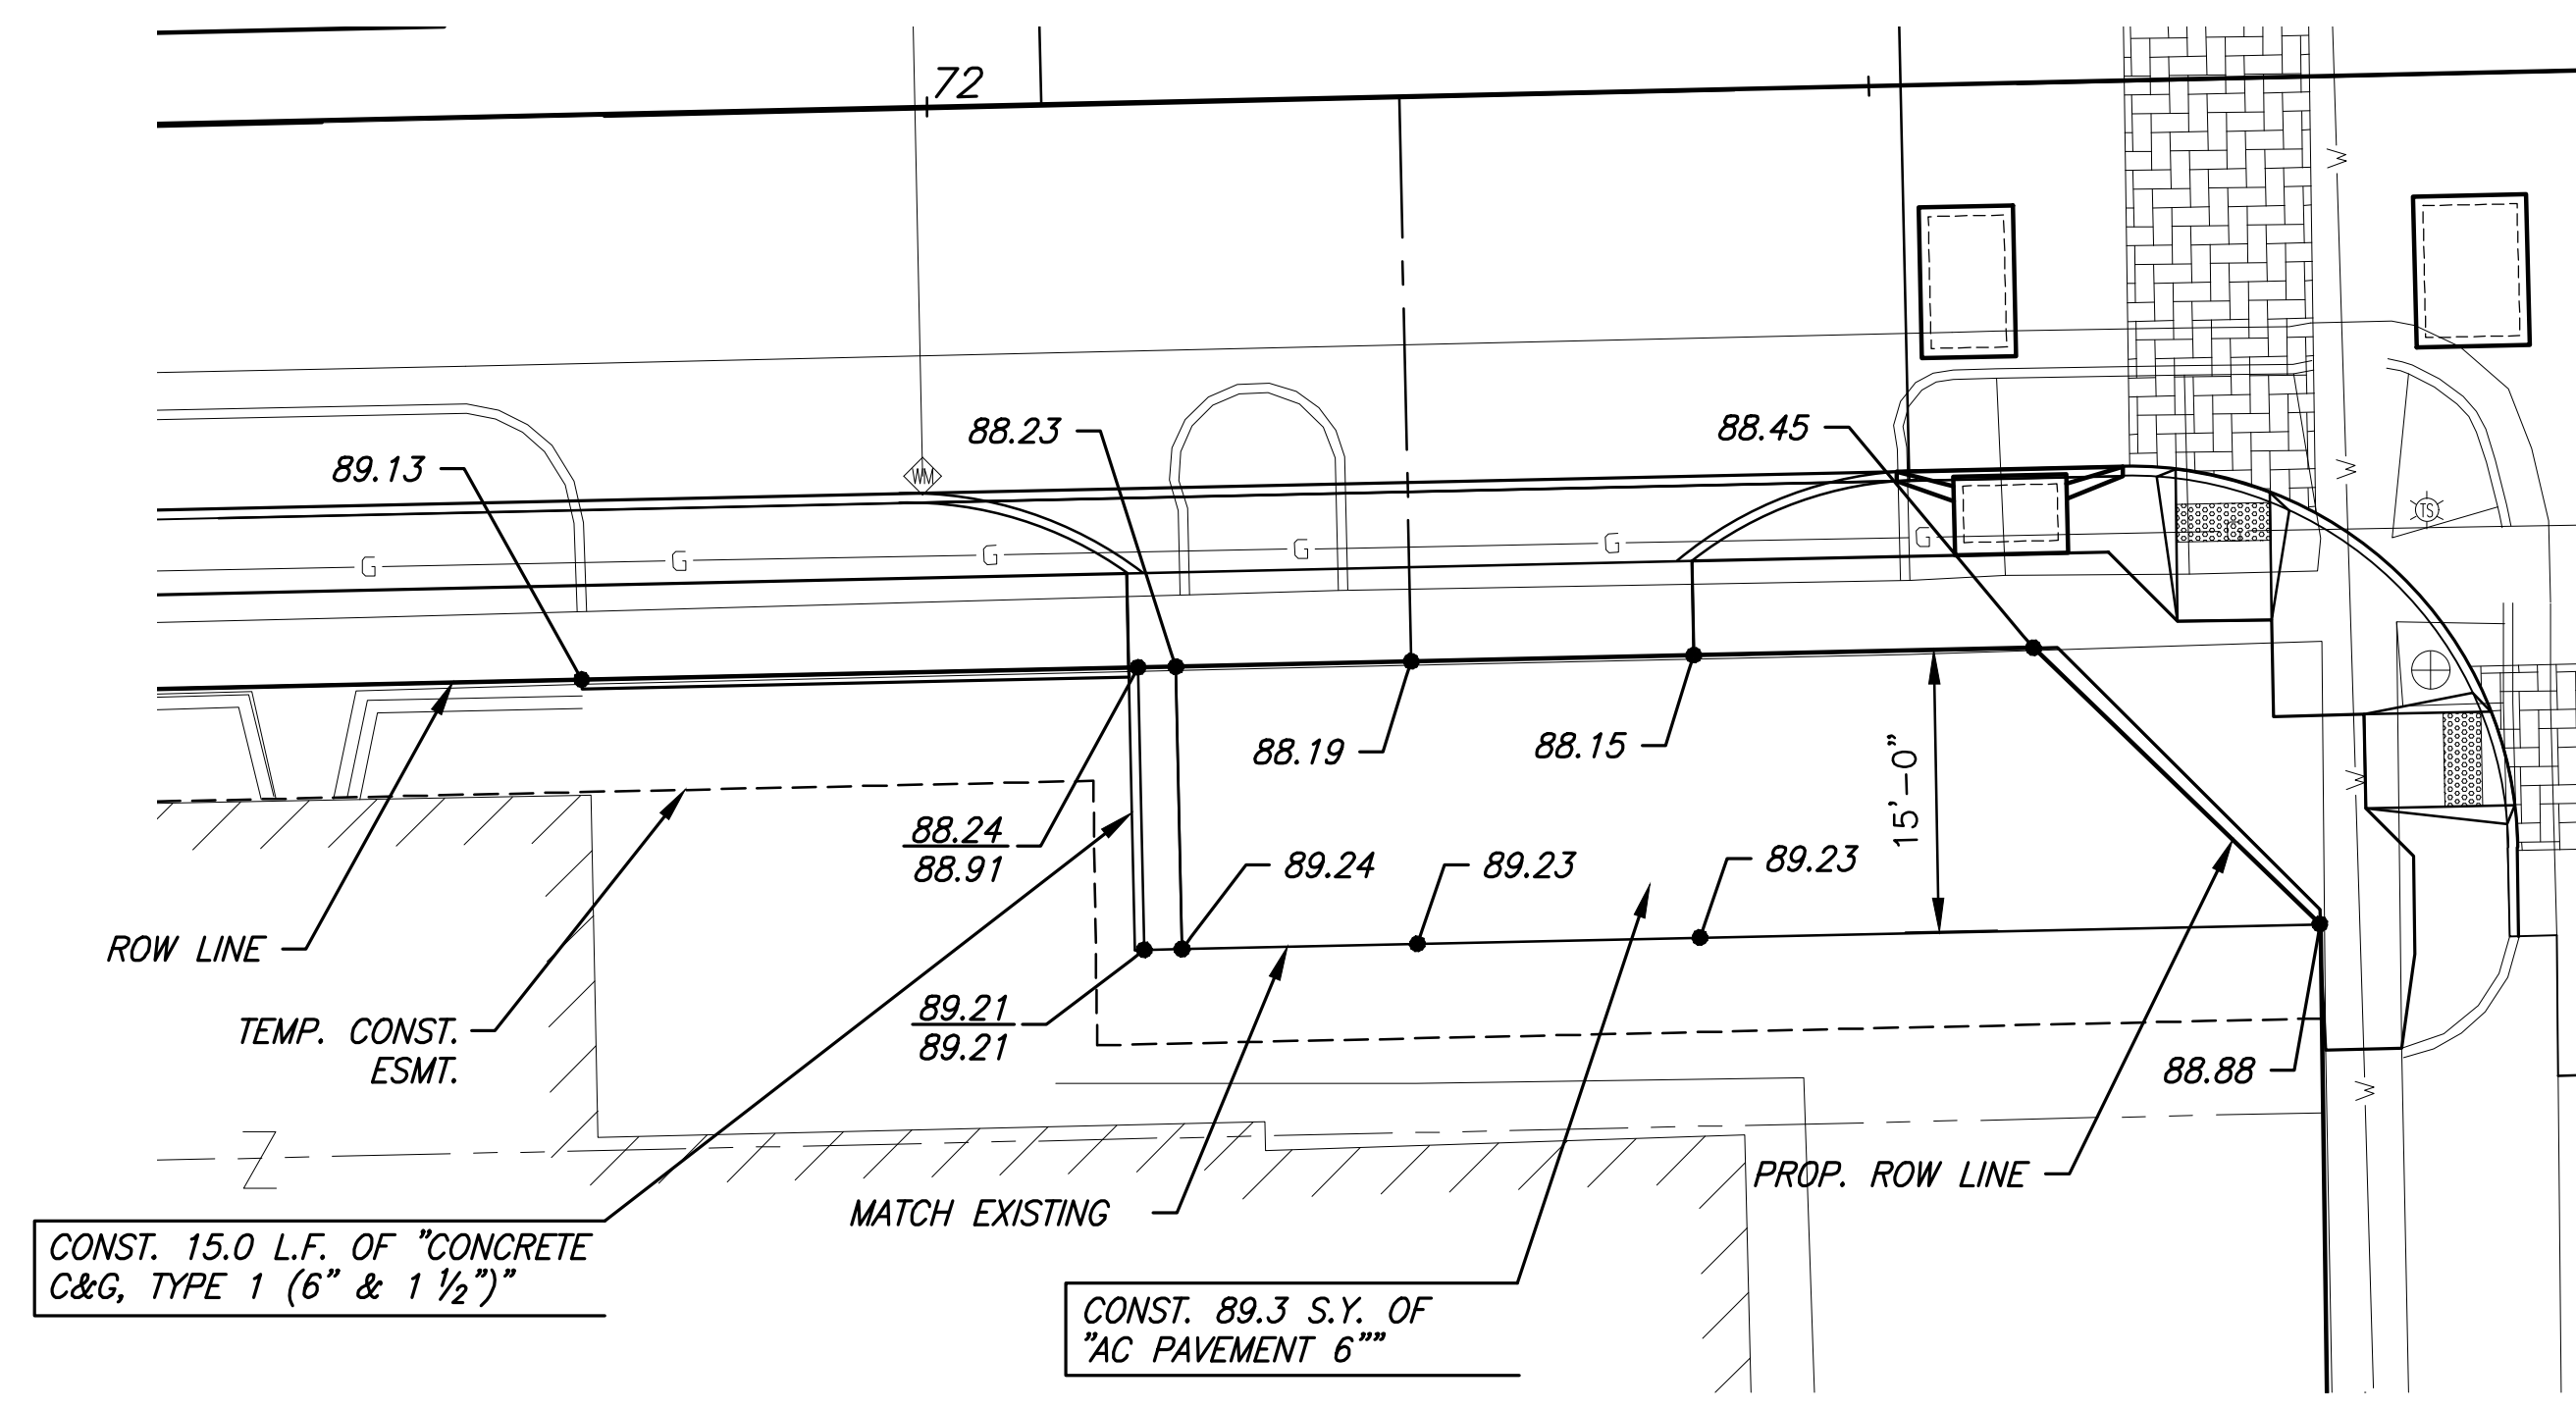 72
W
88.23
88.45
89.13
W
WM
TS
G
G
G
G
G
G
88.19
88.15
15'-0"
W
88.24
88.91
89.24
89.23
89.23
ROW LINE
89.21
89.21
TEMP. CONST.
ESMT.
88.88
W
Z
PROP. ROW LINE
MATCH EXISTING
CONST. 15.0 L.F. OF "CONCRETE
C&G, TYPE 1 (6" & 1 ½")"
CONST. 89.3 S.Y. OF
"AC PAVEMENT 6""